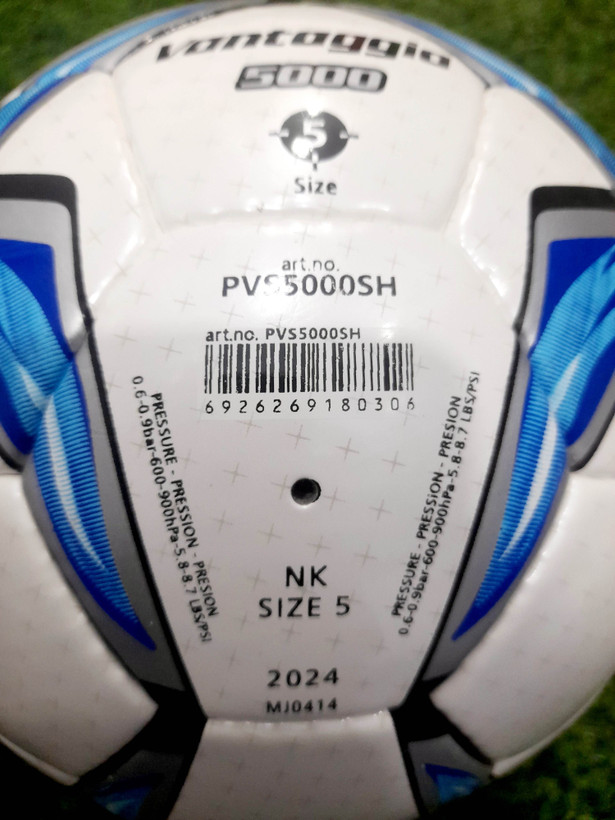 Vantaggio
5000
5
Size
art.no.
PVS5000SH
art.no. PVS5000SH
6926269180306
PRESSURE - PRESSION - PRESION
0.6-0.9bar-600-900hPa-5.8-8.7 LBS/PSI
PRESSURE - PRESSION - PRESION
0.6-0.9bar-600-900hPa-5.8-8.7 LBS/PSI
NK
SIZE 5
2024
MJ0414